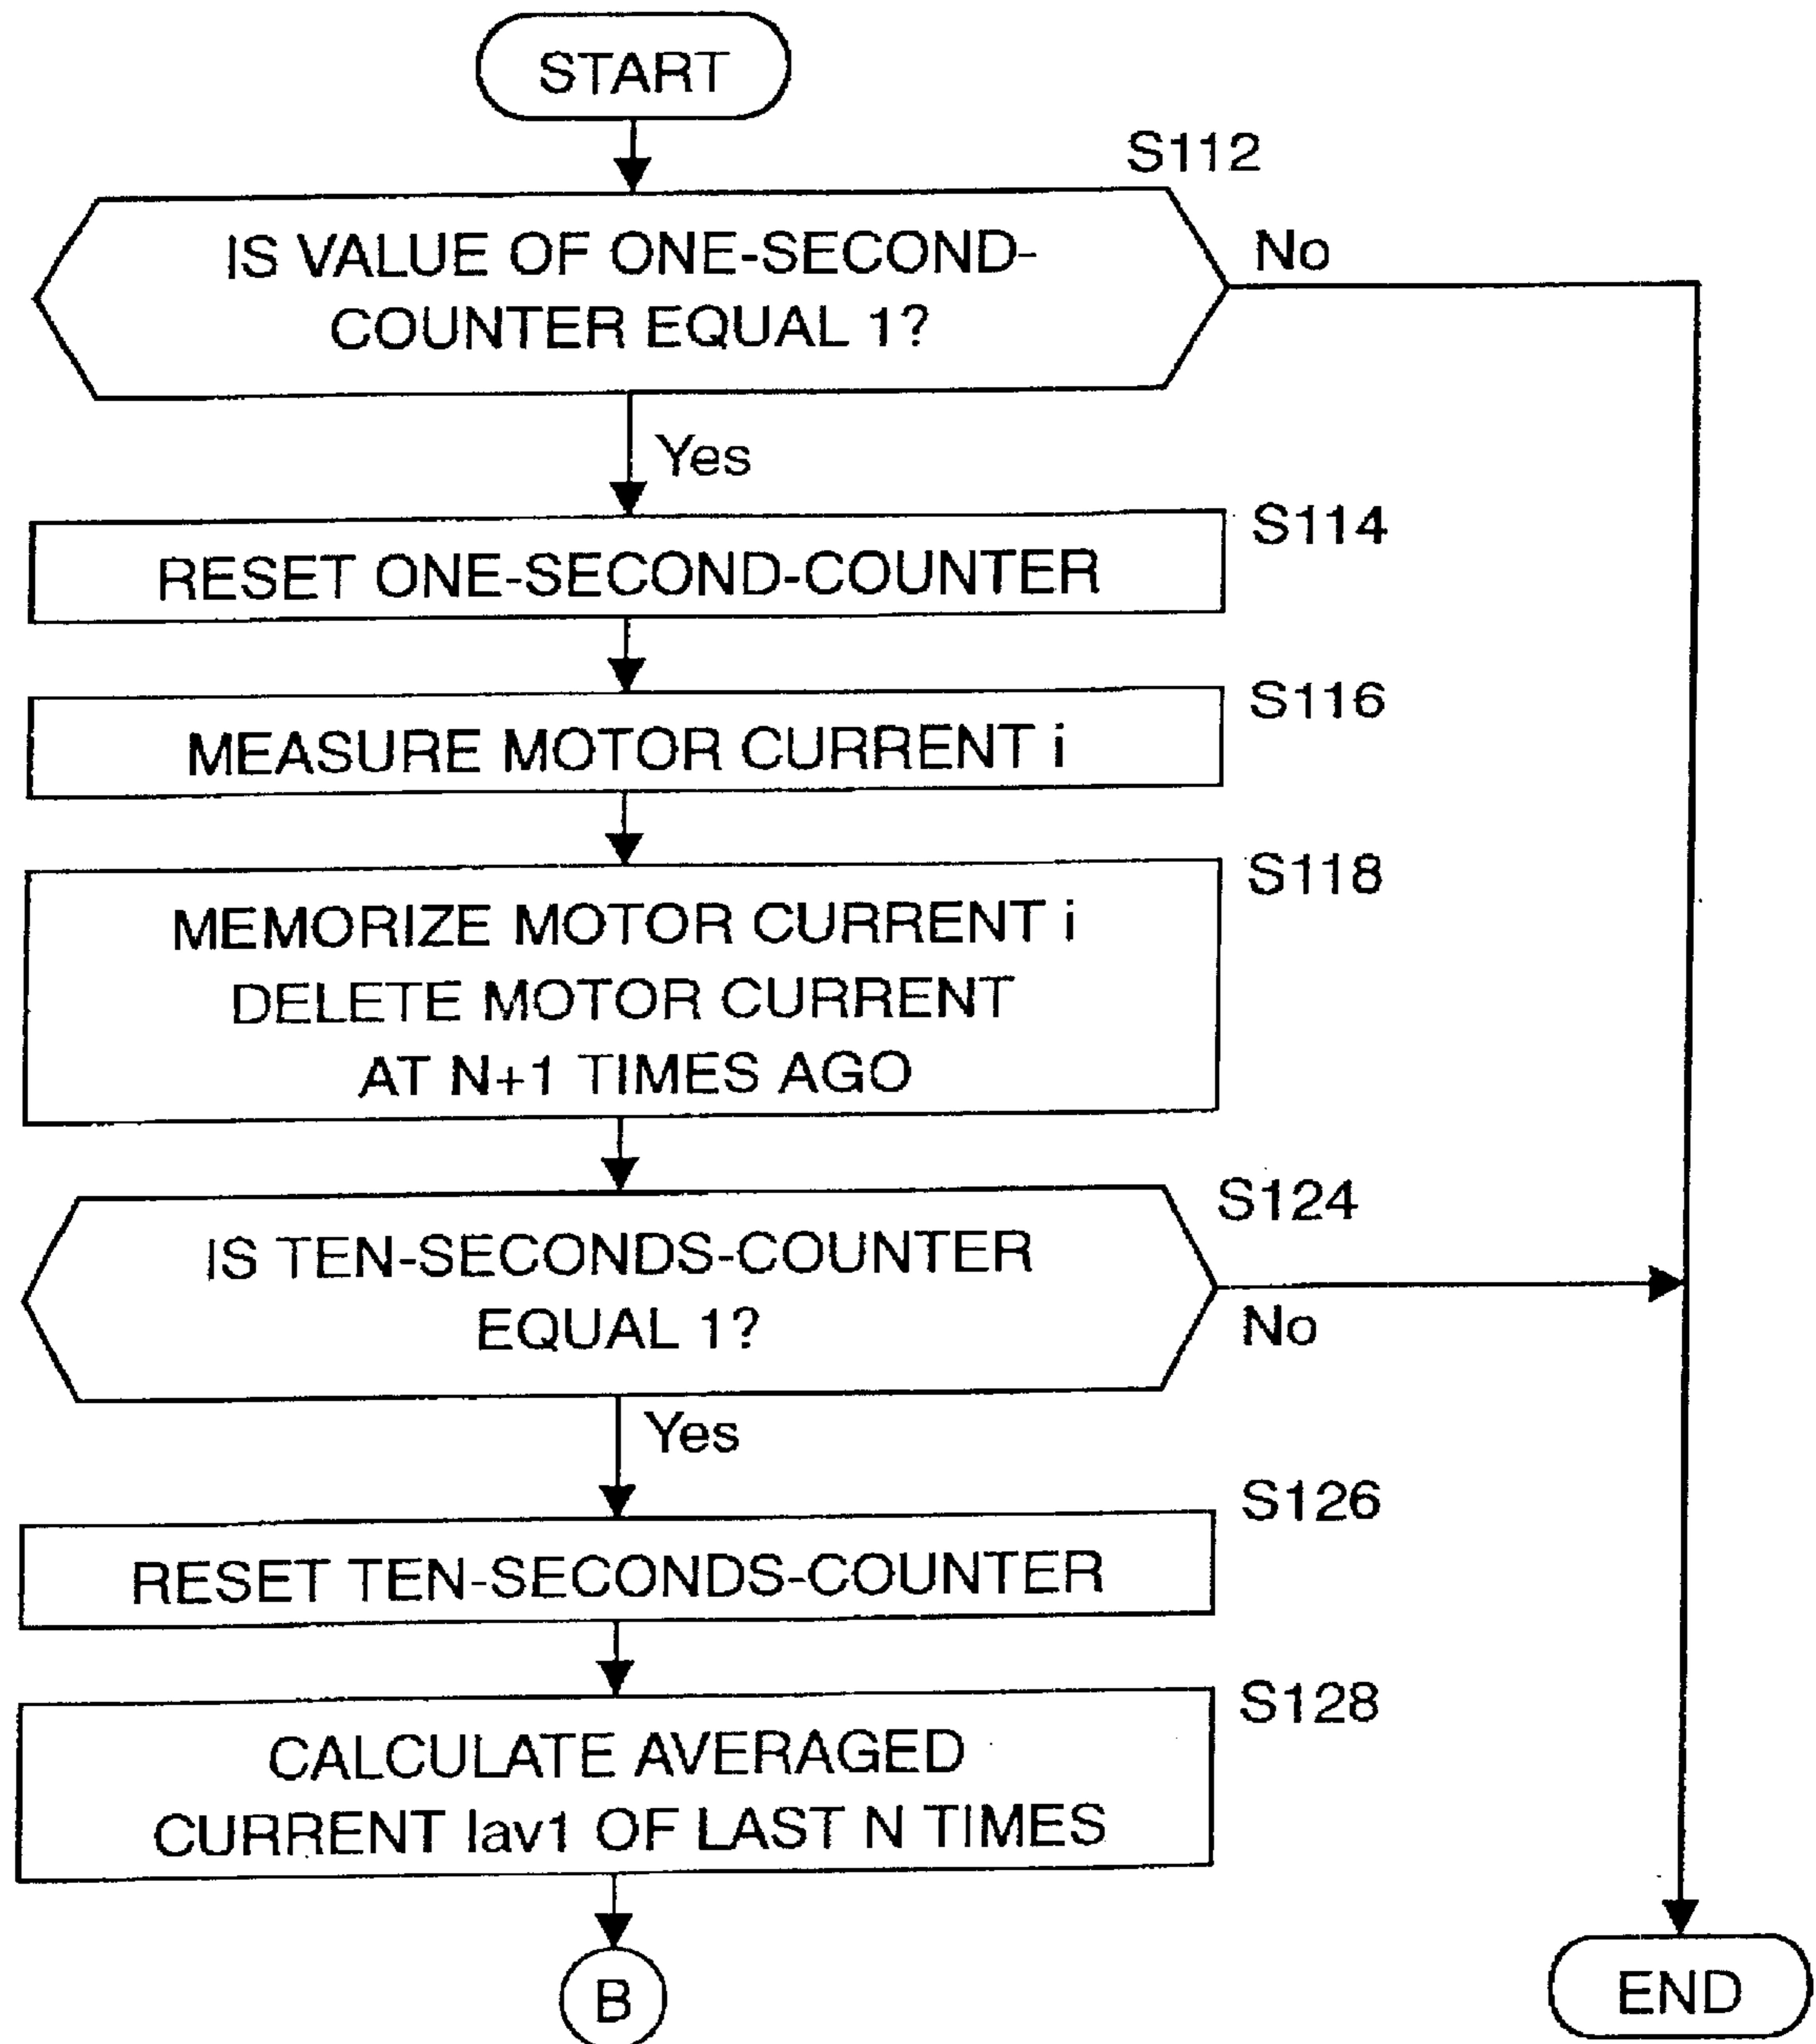 START
S112
IS VALUE OF ONE-SECOND-
COUNTER EQUAL 1?
No
Yes
S114
RESET ONE-SECOND-COUNTER
S116
MEASURE MOTOR CURRENT i
S118
MEMORIZE MOTOR CURRENT i
DELETE MOTOR CURRENT
AT N+1 TIMES AGO
S124
IS TEN-SECONDS-COUNTER
EQUAL 1?
No
Yes
S126
RESET TEN-SECONDS-COUNTER
S128
CALCULATE AVERAGED
CURRENT Iav1 OF LAST N TIMES
B
END